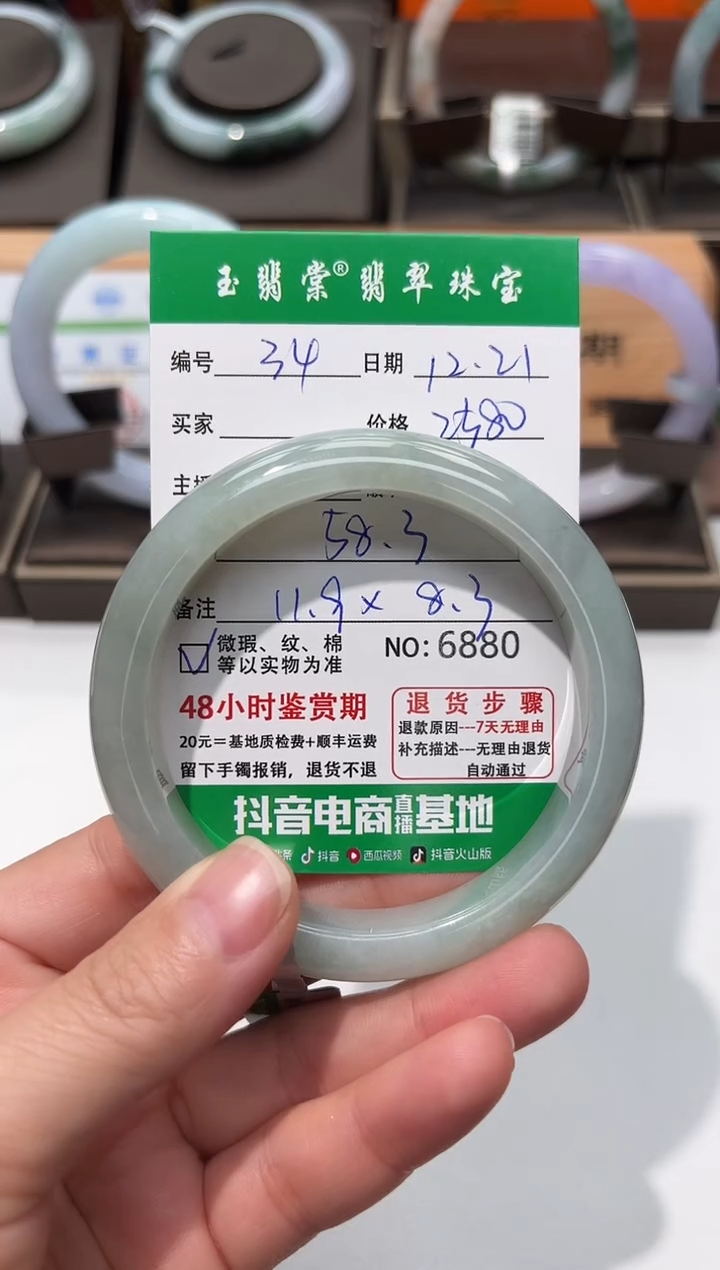 玉翡棠®翡翠珠宝
编号 34 日期 12.21
买家 价格
主
58.3
备注 11.9 x 8.3
微瑕、纹、棉
等以实物为准
NO: 6880
48小时鉴赏期
20元=基地质检费+顺丰运费
留下手镯报销，退货不退
退货步骤
退款原因---7天无理由
补充描述---无理由退货
自动通过
抖音电商直播基地
条 抖音 西瓜视频 抖音火山版